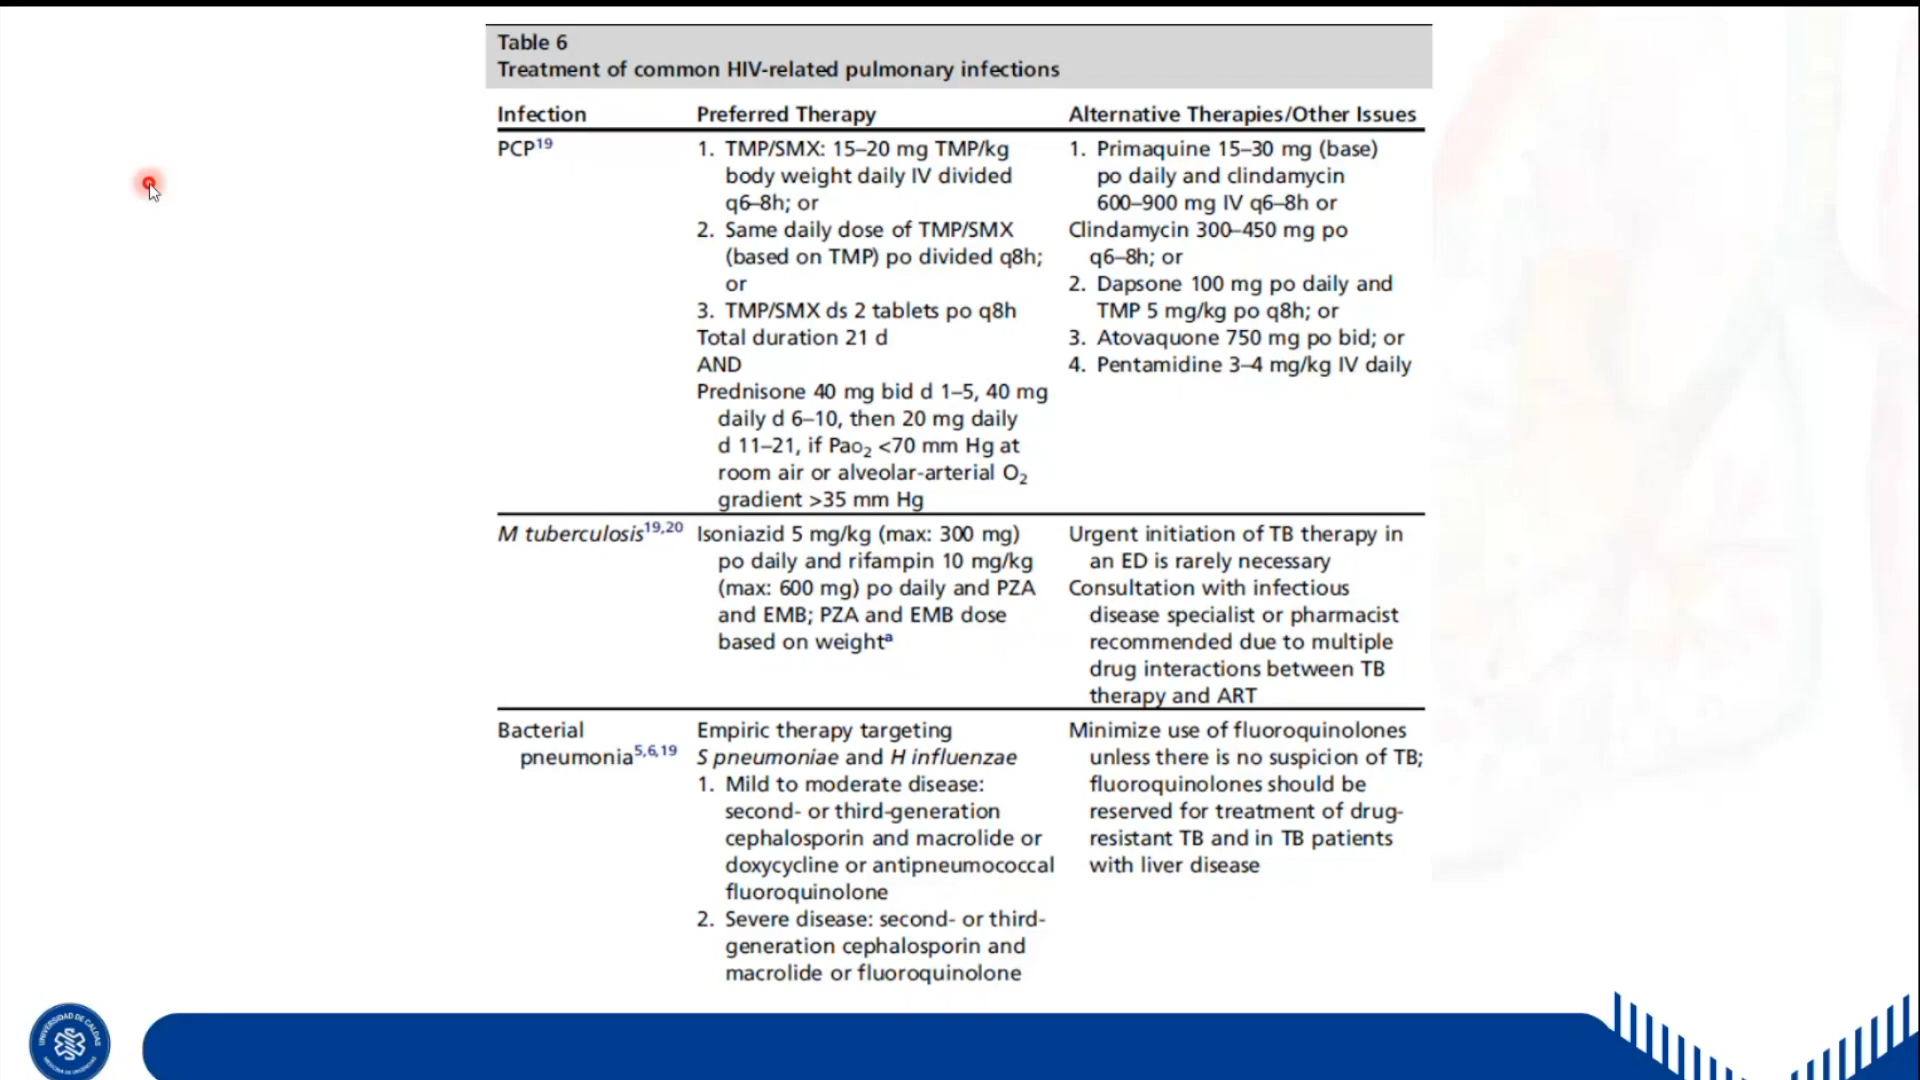 Table 6
Treatment of common HIV-related pulmonary infections
Infection Preferred Therapy Alternative Therapies/Other Issues
PCP19
1. TMP/SMX: 15–20 mg TMP/kg
body weight daily IV divided
q6–8h; or
2. Same daily dose of TMP/SMX
(based on TMP) po divided q8h;
or
3. TMP/SMX ds 2 tablets po q8h
Total duration 21 d
AND
Prednisone 40 mg bid d 1–5, 40 mg
daily d 6–10, then 20 mg daily
d 11–21, if Pao2 <70 mm Hg at
room air or alveolar-arterial O2
gradient >35 mm Hg
1. Primaquine 15–30 mg (base)
po daily and clindamycin
600–900 mg IV q6–8h or
Clindamycin 300–450 mg po
q6–8h; or
2. Dapsone 100 mg po daily and
TMP 5 mg/kg po q8h; or
3. Atovaquone 750 mg po bid; or
4. Pentamidine 3–4 mg/kg IV daily
M tuberculosis19,20
Isoniazid 5 mg/kg (max: 300 mg)
po daily and rifampin 10 mg/kg
(max: 600 mg) po daily and PZA
and EMB; PZA and EMB dose
based on weighta
Urgent initiation of TB therapy in
an ED is rarely necessary
Consultation with infectious
disease specialist or pharmacist
recommended due to multiple
drug interactions between TB
therapy and ART
Bacterial
pneumonia5,6,19
Empiric therapy targeting
S pneumoniae and H influenzae
1. Mild to moderate disease:
second- or third-generation
cephalosporin and macrolide or
doxycycline or antipneumococcal
fluoroquinolone
2. Severe disease: second- or third-
generation cephalosporin and
macrolide or fluoroquinolone
Minimize use of fluoroquinolones
unless there is no suspicion of TB;
fluoroquinolones should be
reserved for treatment of drug-
resistant TB and in TB patients
with liver disease
UNIVERSIDAD DE CALDAS
MEDICINA DE URGENCIAS